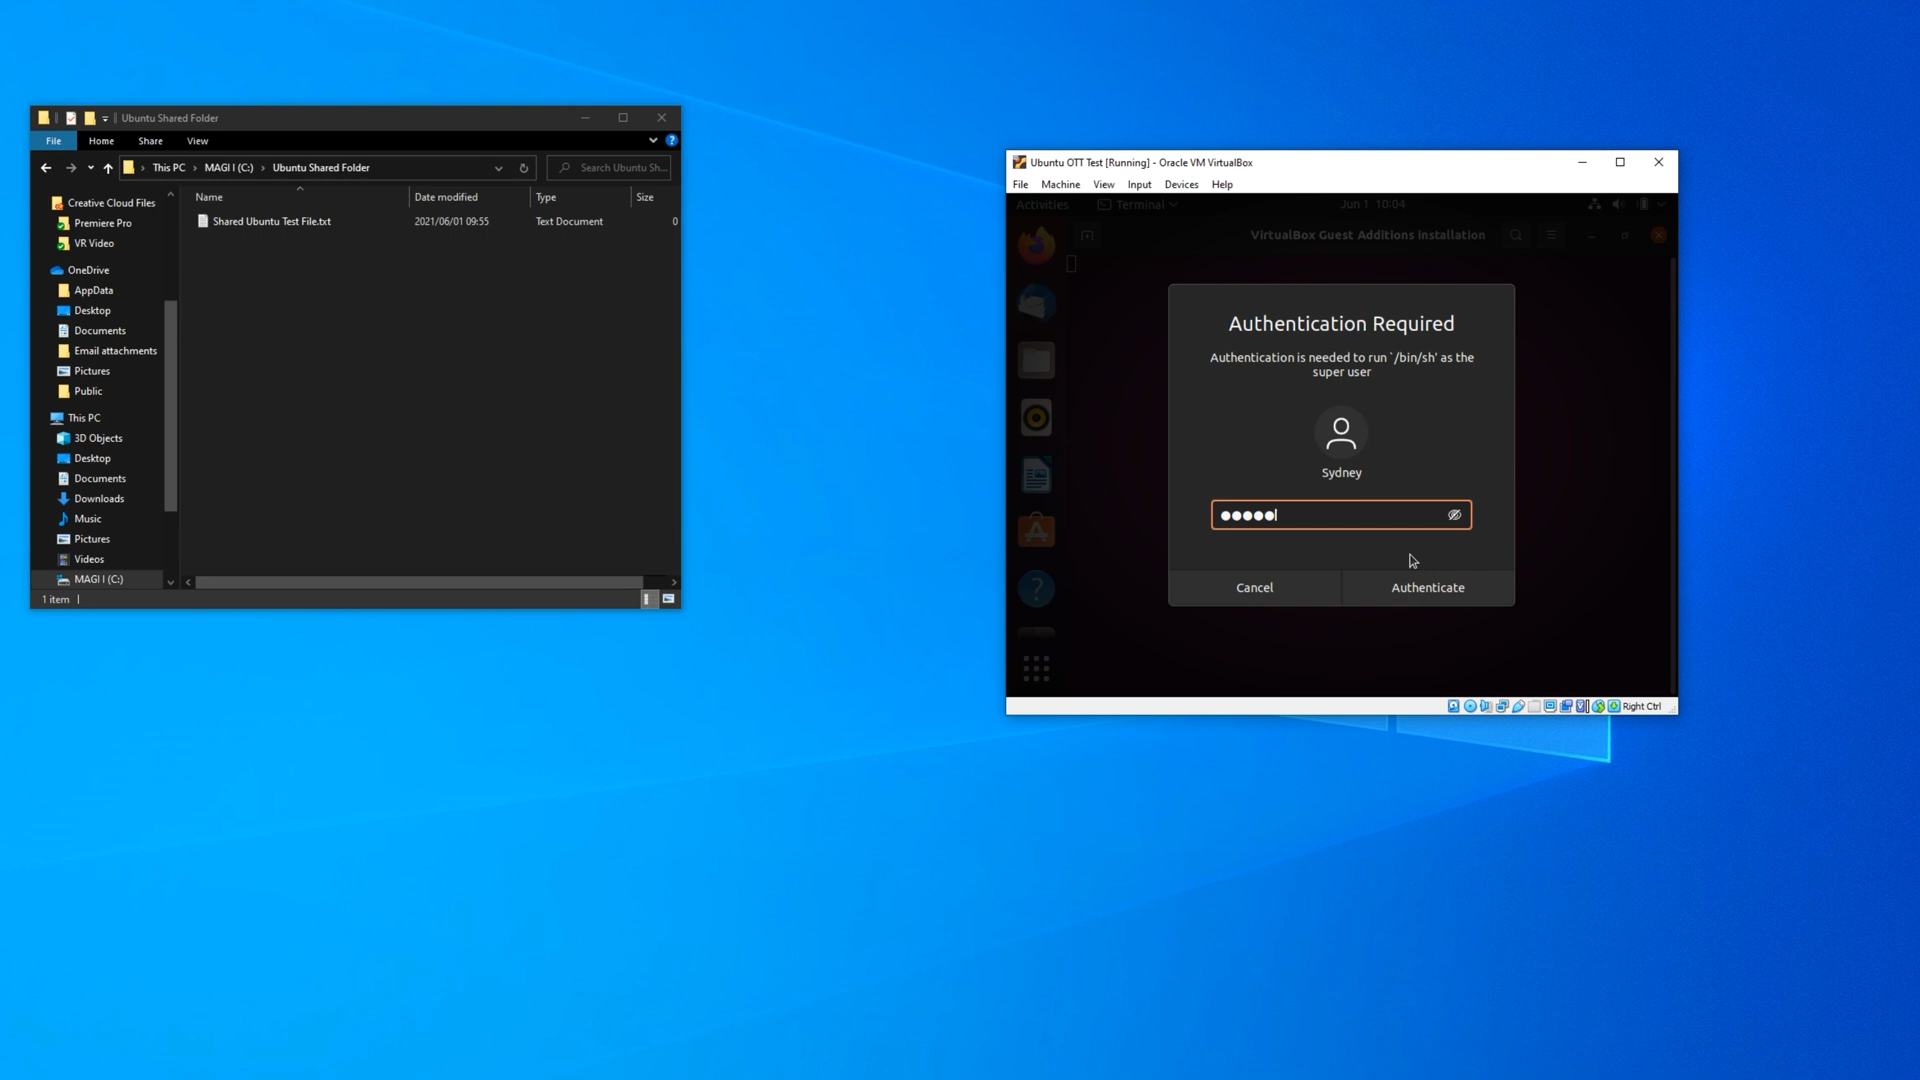 Ubuntu Shared Folder
File Home Share View
This PC MAGI I (C:) Ubuntu Shared Folder
Search Ubuntu Sh...
Name Date modified Type Size
Shared Ubuntu Test File.txt 2021/06/01 09:55 Text Document 0
Creative Cloud Files
Premiere Pro
VR Video
OneDrive
AppData
Desktop
Documents
Email attachments
Pictures
Public
This PC
3D Objects
Desktop
Documents
Downloads
Music
Pictures
Videos
MAGI I (C:)
1 item
Ubuntu OTT Test [Running] - Oracle VM VirtualBox
File Machine View Input Devices Help
Activities Terminal Jun 1 10:04
VirtualBox Guest Additions installation
Authentication Required
Authentication is needed to run `/bin/sh' as the
super user
Sydney
Cancel Authenticate
Right Ctrl